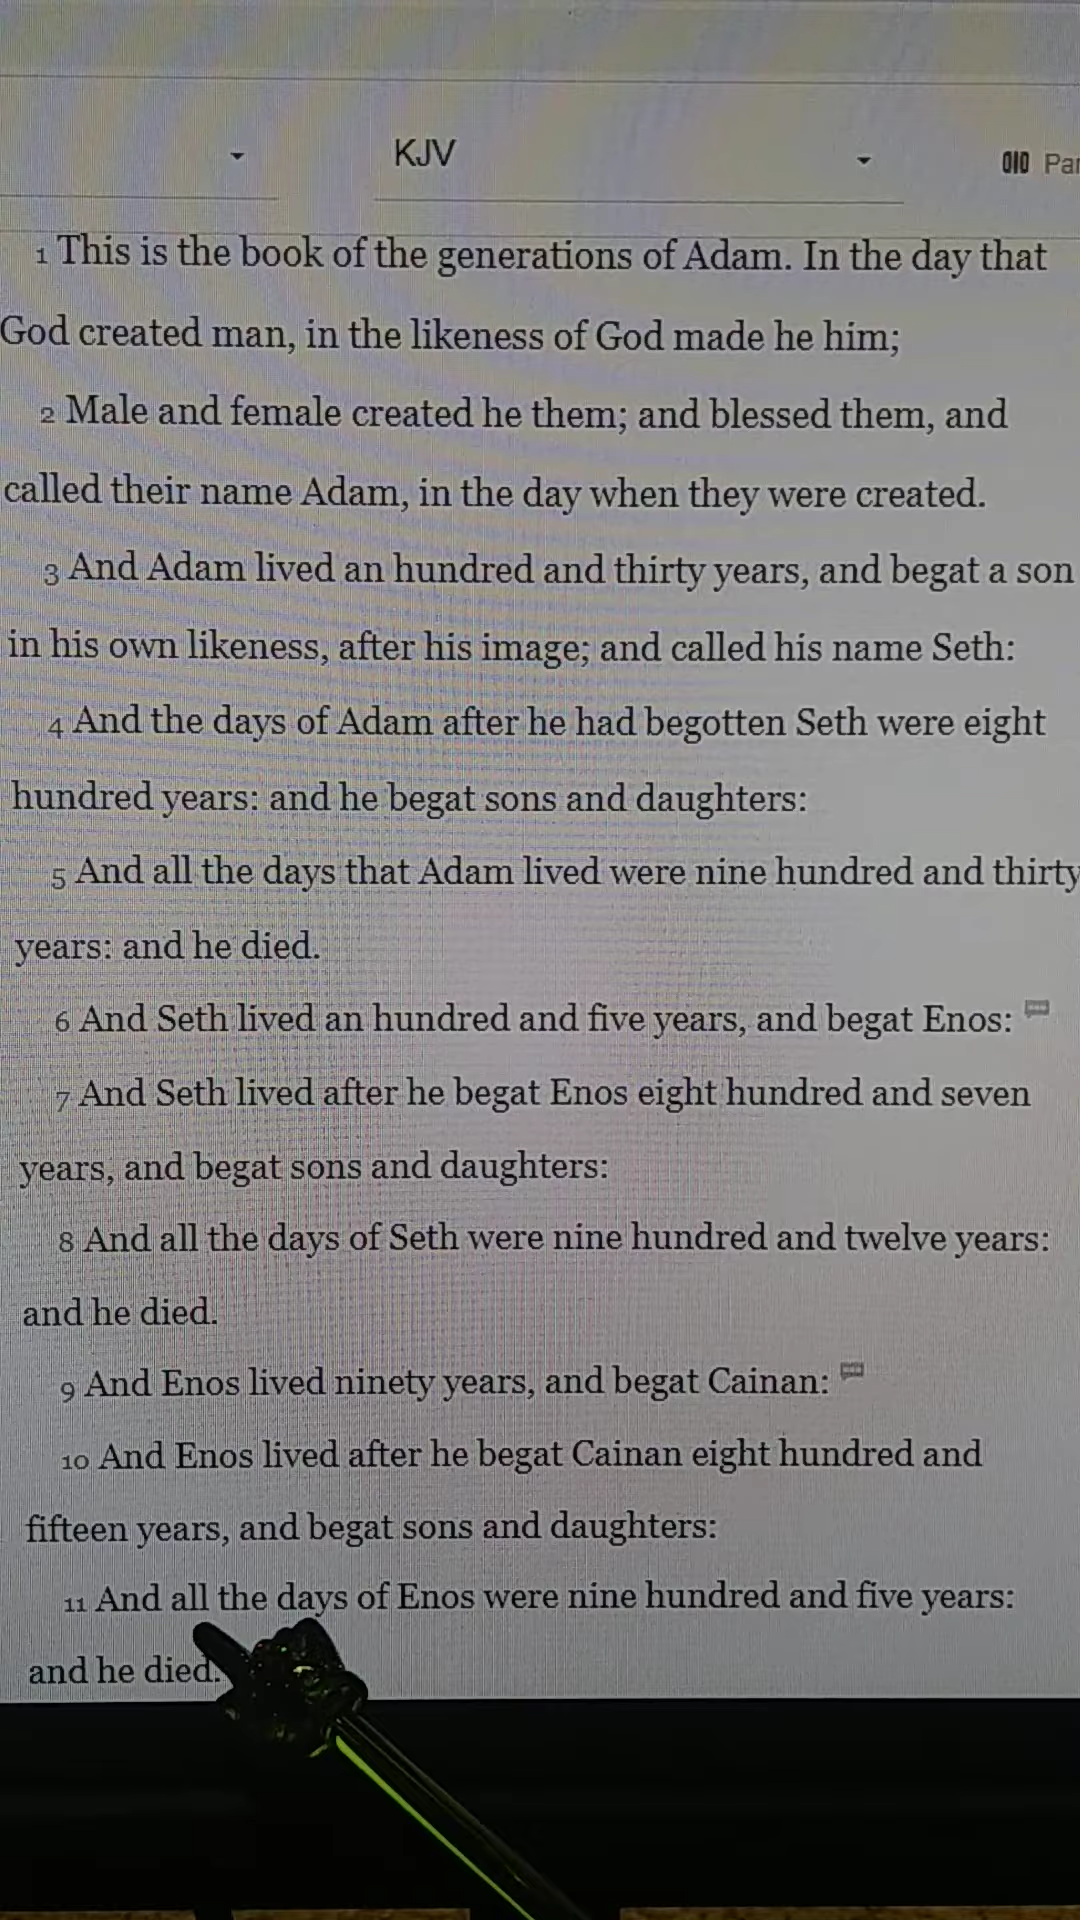 KJV
Par
1 This is the book of the generations of Adam. In the day that
God created man, in the likeness of God made he him;
2 Male and female created he them; and blessed them, and
called their name Adam, in the day when they were created.
3 And Adam lived an hundred and thirty years, and begat a son
in his own likeness, after his image; and called his name Seth:
4 And the days of Adam after he had begotten Seth were eight
hundred years: and he begat sons and daughters:
5 And all the days that Adam lived were nine hundred and thirty
years: and he died.
6 And Seth lived an hundred and five years, and begat Enos:
7 And Seth lived after he begat Enos eight hundred and seven
years, and begat sons and daughters:
8 And all the days of Seth were nine hundred and twelve years:
and he died.
9 And Enos lived ninety years, and begat Cainan:
10 And Enos lived after he begat Cainan eight hundred and
fifteen years, and begat sons and daughters:
11 And all the days of Enos were nine hundred and five years:
and he died.